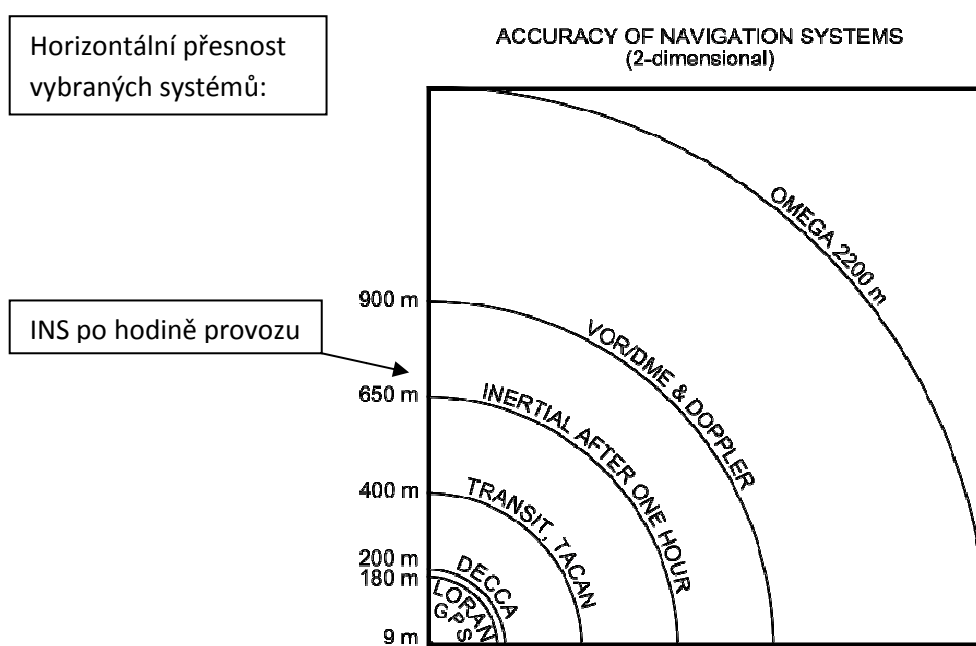 Horizontální přesnost
vybraných systémů:
ACCURACY OF NAVIGATION SYSTEMS
(2-dimensional)
OMEGA 2200 m
900 m
INS po hodině provozu
VOR/DME & DOPPLER
650 m
INERTIAL AFTER ONE HOUR
400 m
TRANSIT, TACAN
200 m
DECCA
180 m
LORAN
GPS
9 m